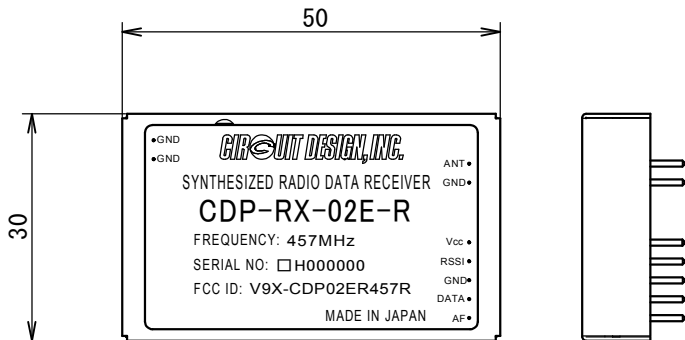 50
30
•GND
•GND
CIRCUIT DESIGN, INC.
ANT•
SYNTHESIZED RADIO DATA RECEIVER
GND•
CDP-RX-02E-R
FREQUENCY: 457MHz
Vcc•
SERIAL NO: □H000000
RSSI•
FCC ID: V9X-CDP02ER457R
GND•
DATA•
MADE IN JAPAN
AF•